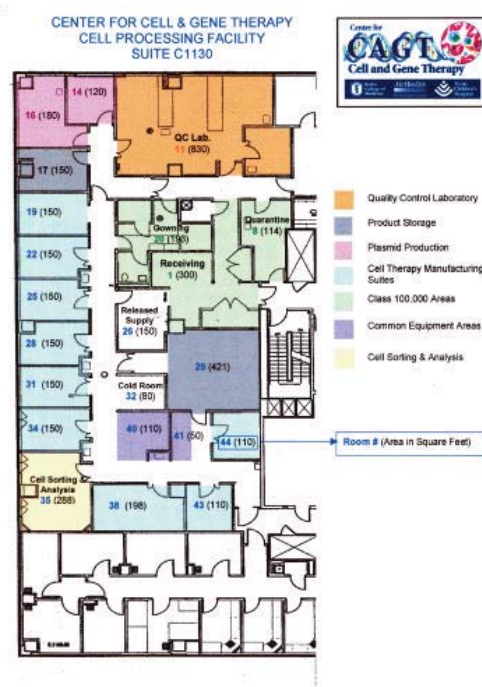 CENTER FOR CELL & GENE THERAPY
CELL PROCESSING FACILITY
SUITE C1130
Center for
CAGT
Cell and Gene Therapy
14 (120)
16 (180)
QC Lab.
11 (830)
17 (150)
19 (150)
Gowning
20 (193)
Quarantine
8 (114)
22 (150)
Receiving
1 (300)
25 (150)
Released
Supply
26 (150)
28 (150)
29 (421)
31 (150)
Cold Room
32 (80)
34 (150)
40 (110)
41 (50)
44 (110)
Cell Sorting &
Analysis
35 (288)
38 (198)
43 (110)
Quality Control Laboratory
Product Storage
Plasmid Production
Cell Therapy Manufacturing
Suites
Class 100,000 Areas
Common Equipment Areas
Cell Sorting & Analysis
Room # (Area in Square Feet)